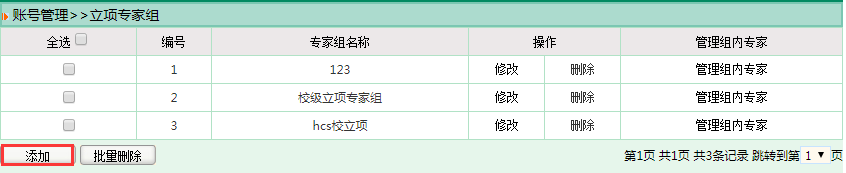 账号管理>>立项专家组
全选 编号 专家组名称 操作 管理组内专家
1 123 修改 删除 管理组内专家
2 校级立项专家组 修改 删除 管理组内专家
3 hcs校立项 修改 删除 管理组内专家
添加 批量删除 第1页 共1页 共3条记录 跳转到第 1 页